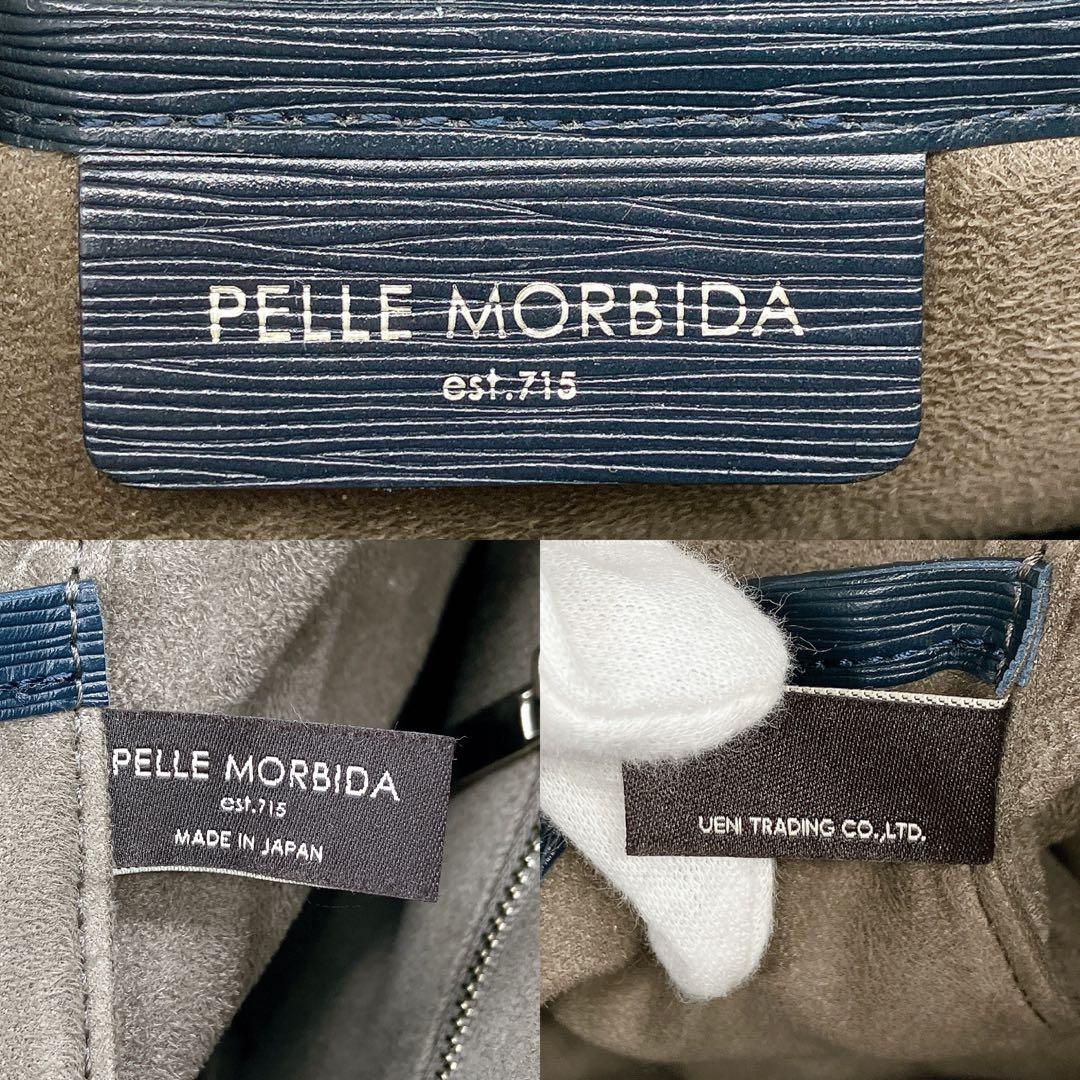 PELLE MORBIDA
est.715
PELLE MORBIDA
est.715
MADE IN JAPAN
UENI TRADING CO.,LTD.